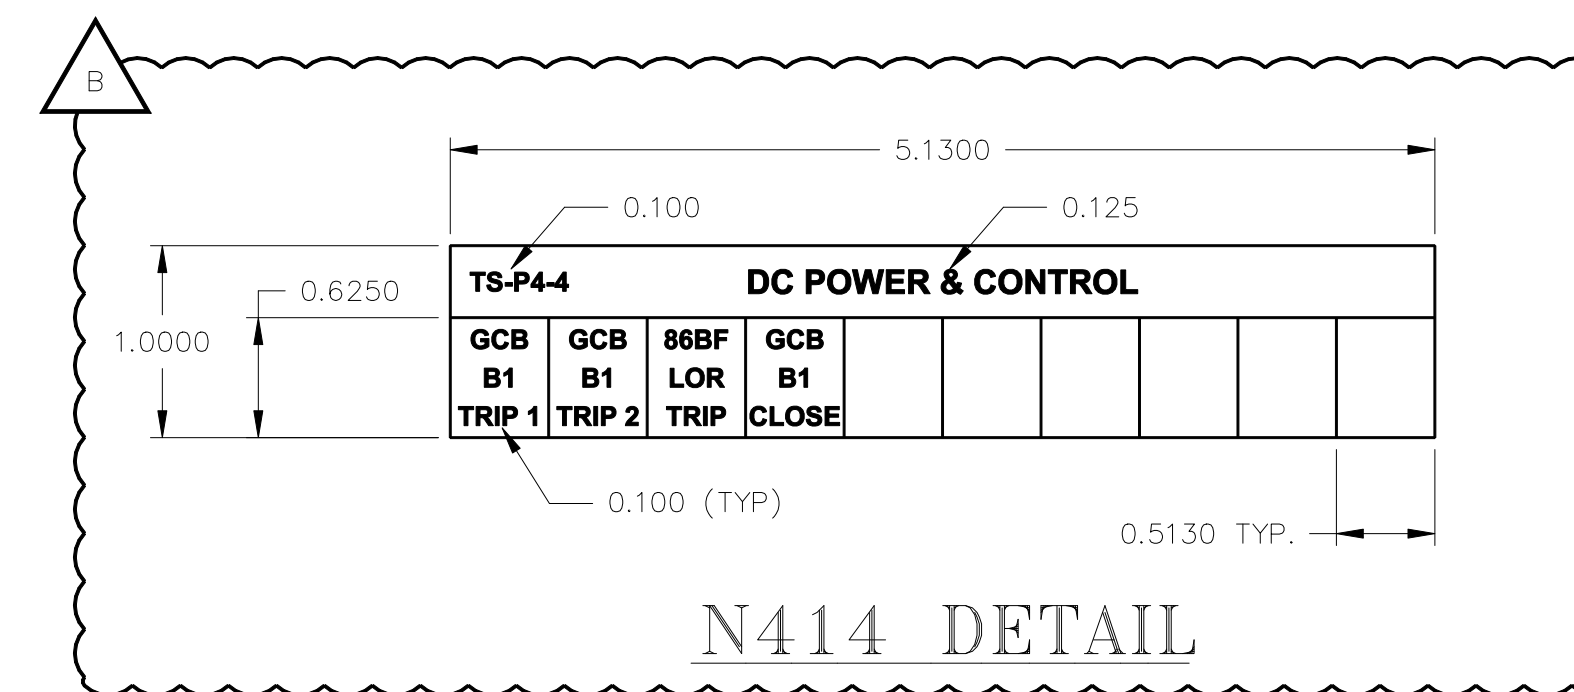 B
5.1300
0.100
0.125
TS-P4-4 DC POWER & CONTROL
0.6250
1.0000
GCB
B1
TRIP 1
GCB
B1
TRIP 2
86BF
LOR
TRIP
GCB
B1
CLOSE
0.100 (TYP)
0.5130 TYP.
N414 DETAIL